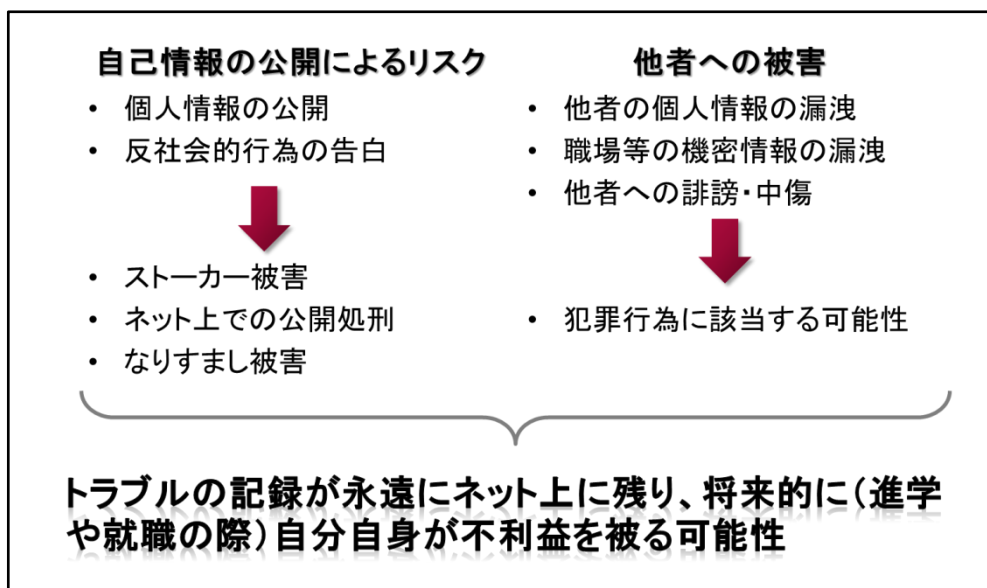 自己情報の公開によるリスク
• 個人情報の公開
• 反社会的行為の告白
• ストーカー被害
• ネット上での公開処刑
• なりすまし被害
他者への被害
• 他者の個人情報の漏洩
• 職場等の機密情報の漏洩
• 他者への誹謗・中傷
• 犯罪行為に該当する可能性
トラブルの記録が永遠にネット上に残り、将来的に(進学
や就職の際)自分自身が不利益を被る可能性